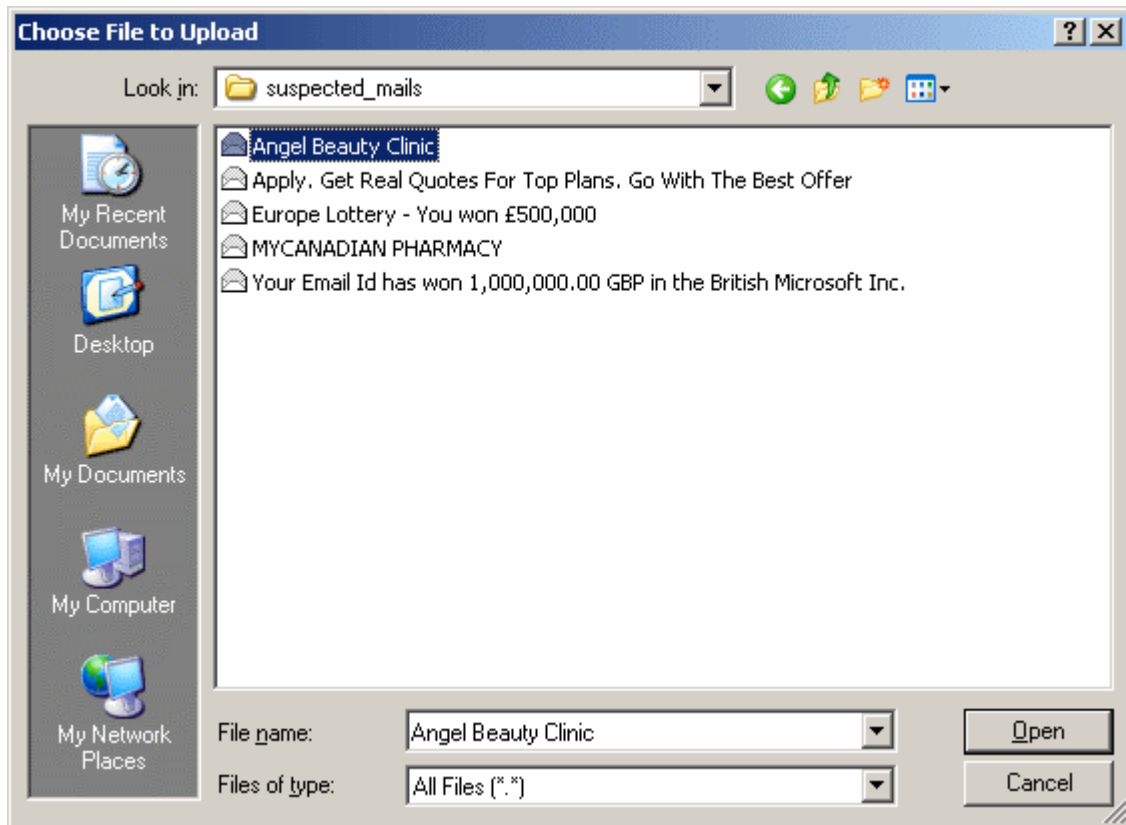 Choose File to Upload
Look in:
suspected_mails
My Recent
Documents
Desktop
My Documents
My Computer
My Network
Places
Angel Beauty Clinic
Apply. Get Real Quotes For Top Plans. Go With The Best Offer
Europe Lottery - You won £500,000
MYCANADIAN PHARMACY
Your Email Id has won 1,000,000.00 GBP in the British Microsoft Inc.
File name:
Angel Beauty Clinic
Open
Files of type:
All Files (*.*)
Cancel